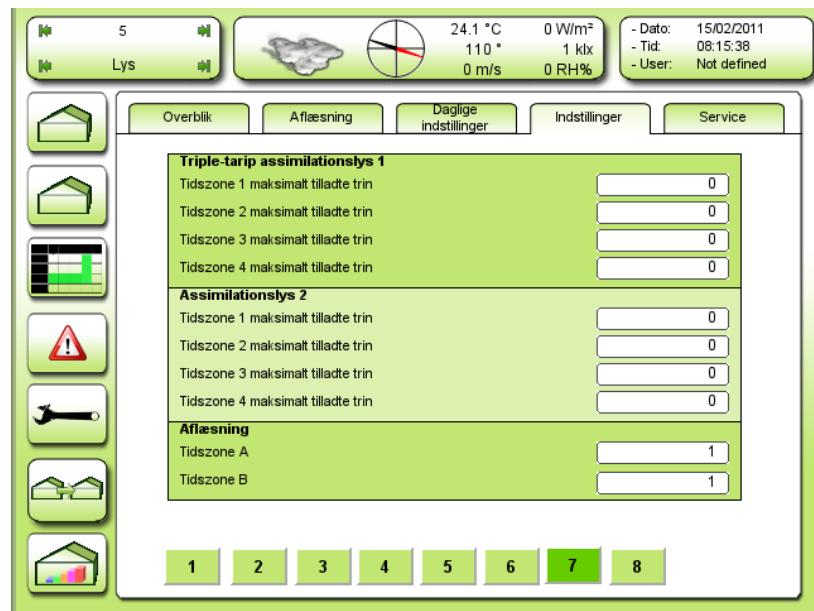 5
Lys
24.1 °C
110 °
0 m/s
0 W/m²
1 klx
0 RH%
- Dato: 15/02/2011
- Tid: 08:15:38
- User: Not defined
Overblik
Aflæsning
Daglige
indstillinger
Indstillinger
Service
Triple-tarip assimilationslys 1
Tidszone 1 maksimalt tilladte trin 0
Tidszone 2 maksimalt tilladte trin 0
Tidszone 3 maksimalt tilladte trin 0
Tidszone 4 maksimalt tilladte trin 0
Assimilationslys 2
Tidszone 1 maksimalt tilladte trin 0
Tidszone 2 maksimalt tilladte trin 0
Tidszone 3 maksimalt tilladte trin 0
Tidszone 4 maksimalt tilladte trin 0
Aflæsning
Tidszone A 1
Tidszone B 1
1 2 3 4 5 6 7 8